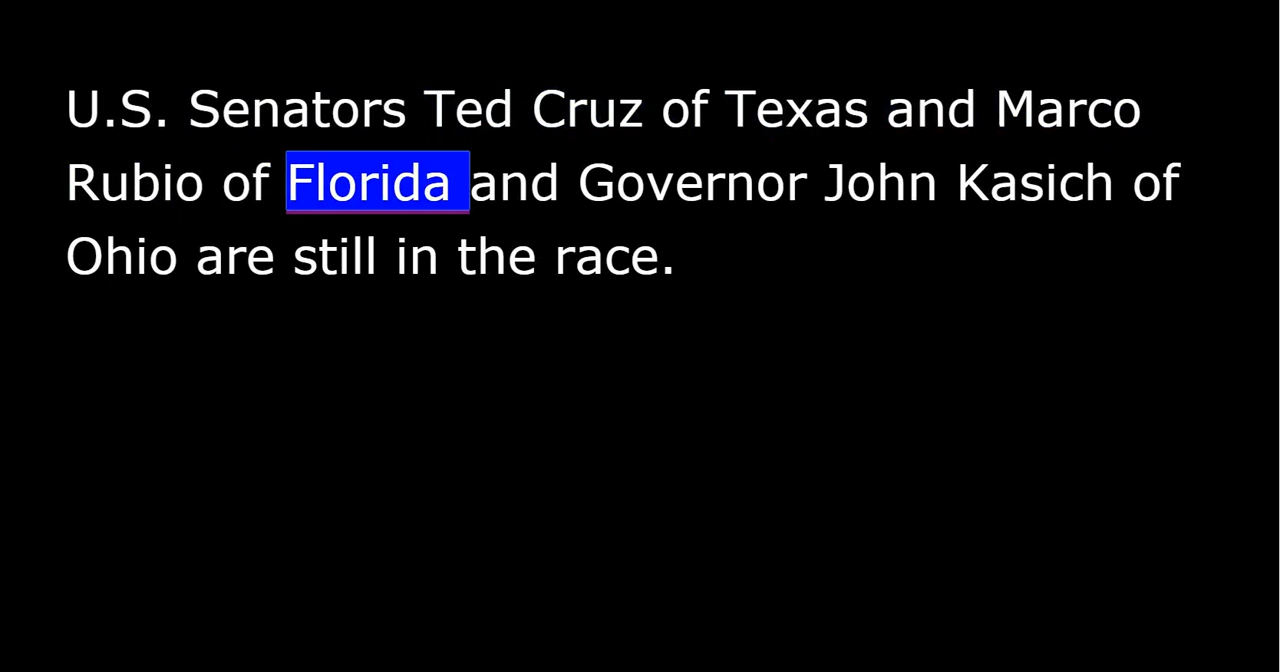 U.S. Senators Ted Cruz of Texas and Marco
Rubio of Florida and Governor John Kasich of
Ohio are still in the race.